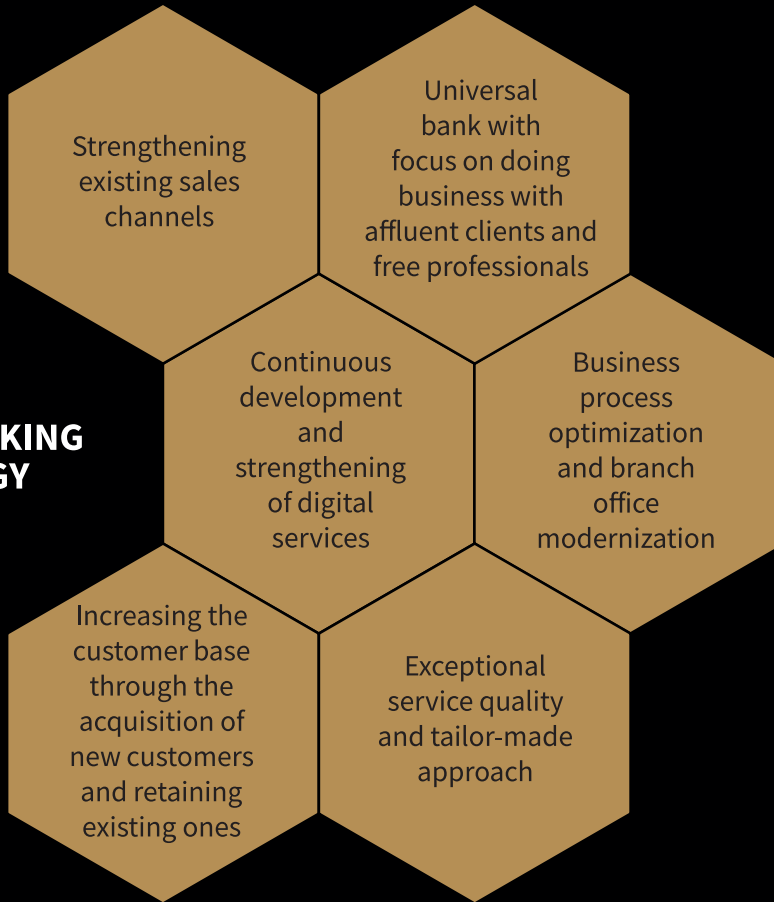 Strengthening
existing sales
channels
Universal
bank with
focus on doing
business with
affluent clients and
free professionals
KING
GY
Continuous
development
and
strengthening
of digital
services
Business
process
optimization
and branch
office
modernization
Increasing the
customer base
through the
acquisition of
new customers
and retaining
existing ones
Exceptional
service quality
and tailor-made
approach